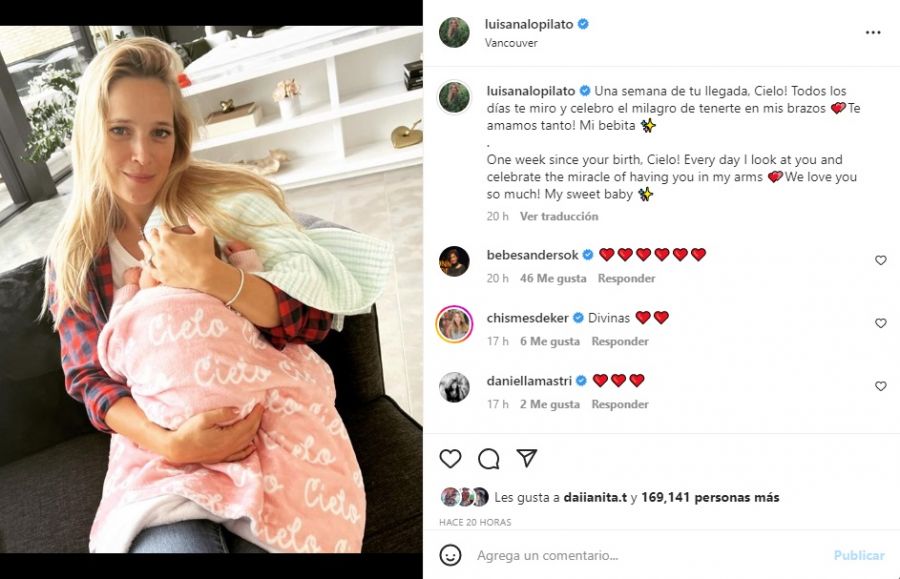 luisanalopilato
Vancouver
luisanalopilato Una semana de tu llegada, Cielo! Todos los
días te miro y celebro el milagro de tenerte en mis brazos 💞Te
amamos tanto! Mi bebita ✨
.
One week since your birth, Cielo! Every day I look at you and
celebrate the miracle of having you in my arms 💞We love you
so much! My sweet baby ✨
20 h Ver traducción
bebesandersok ❤️❤️❤️❤️❤️❤️
20 h 46 Me gusta Responder
chismesdeker Divinas ❤️❤️
17 h 6 Me gusta Responder
daniellamastri ❤️❤️❤️
17 h 2 Me gusta Responder
Les gusta a daiianita.t y 169,141 personas más
HACE 20 HORAS
Agrega un comentario... Publicar
Cielo
Cielo
Cielo
Cielo
Cielo
Cielo